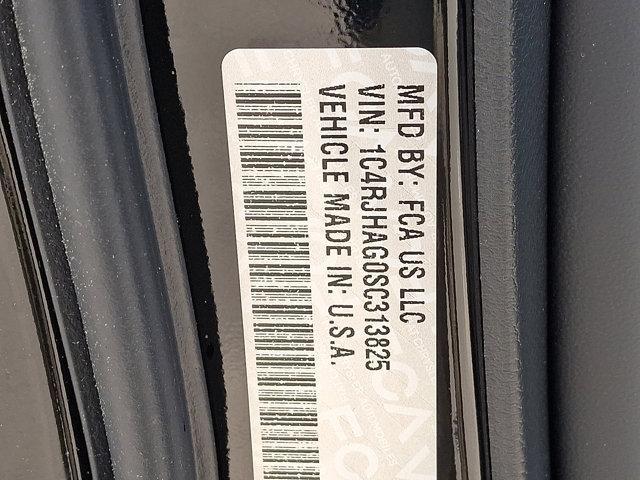 MFD BY: FCA US LLC
VIN: 1C4RJHAG0SC313825
VEHICLE MADE IN: U.S.A.